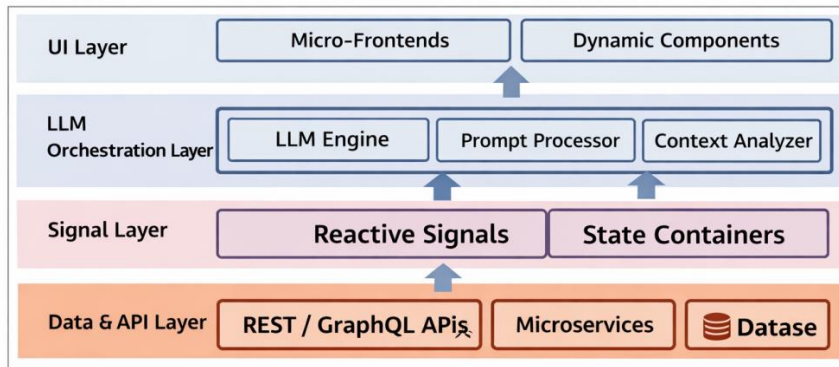 UI Layer
Micro-Frontends
Dynamic Components
LLM
Orchestration Layer
LLM Engine
Prompt Processor
Context Analyzer
Signal Layer
Reactive Signals
State Containers
Data & API Layer
REST / GraphQL APis
Microservices
Datase